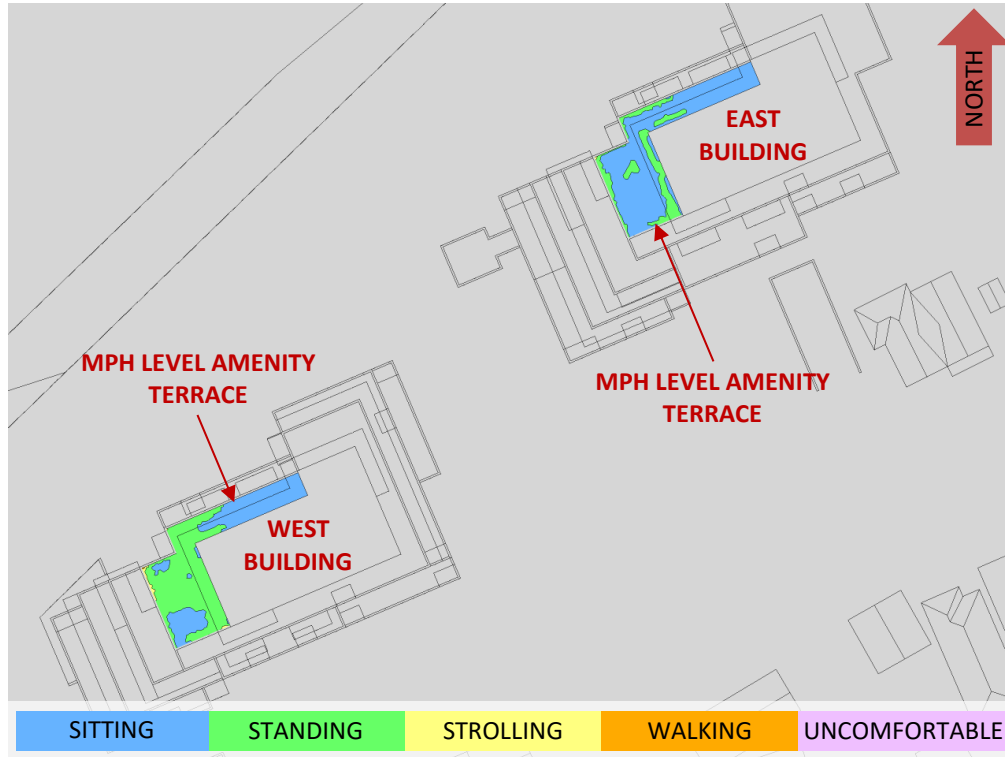 NORTH
EAST
BUILDING
MPH LEVEL AMENITY
TERRACE
MPH LEVEL AMENITY
TERRACE
WEST
BUILDING
SITTING
STANDING
STROLLING
WALKING
UNCOMFORTABLE